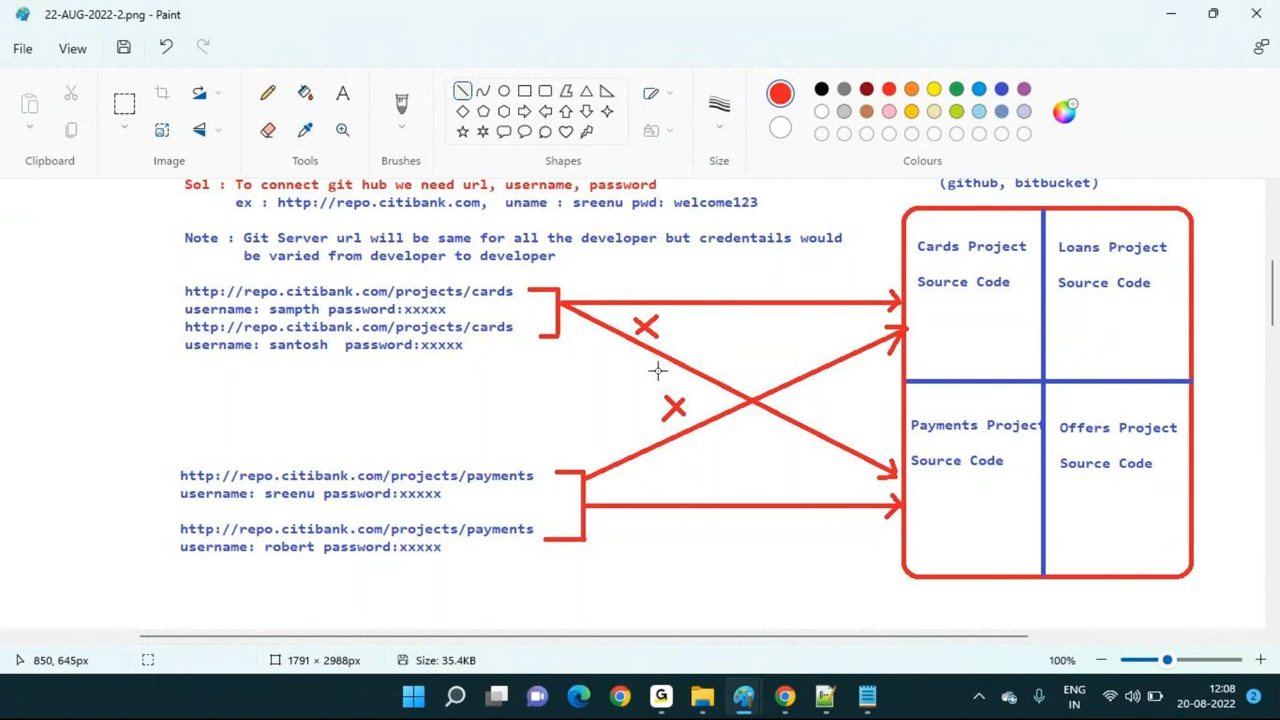 22-AUG-2022-2.png - Paint
File View
Clipboard
Image
Tools
Brushes
Shapes
Size
Colours
Sol : To connect git hub we need url, username, password
ex : http://repo.citibank.com, uname : sreenu pwd: welcome123
(github, bitbucket)
Note : Git Server url will be same for all the developer but credentails would
be varied from developer to developer
http://repo.citibank.com/projects/cards
username: sampth password:xxxxx
http://repo.citibank.com/projects/cards
username: santosh password:xxxxx
Cards Project
Source Code
Loans Project
Source Code
Payments Project
Source Code
Offers Project
Source Code
http://repo.citibank.com/projects/payments
username: sreenu password:xxxxx
http://repo.citibank.com/projects/payments
username: robert password:xxxxx
850, 645px
1791 × 2988px
Size: 35.4KB
100%
ENG
IN
12:08
20-08-2022
2